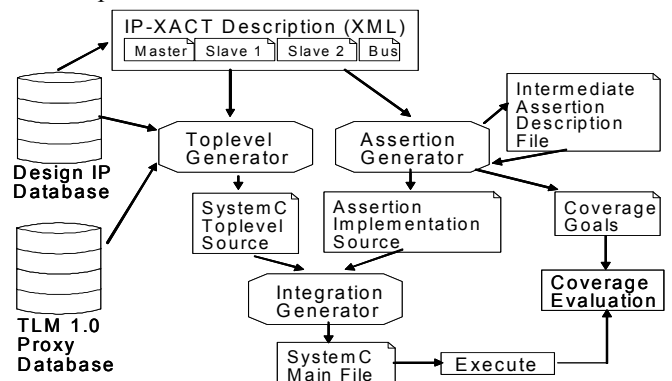 IP-XACT Description (XML)
Master Slave 1 Slave 2 Bus
Intermediate
Assertion
Description
File
Toplevel
Generator
Assertion
Generator
Design IP
Database
SystemC
Toplevel
Source
Assertion
Implementation
Source
Coverage
Goals
Integration
Generator
Coverage
Evaluation
TLM 1.0
Proxy
Database
SystemC
Main File
Execute